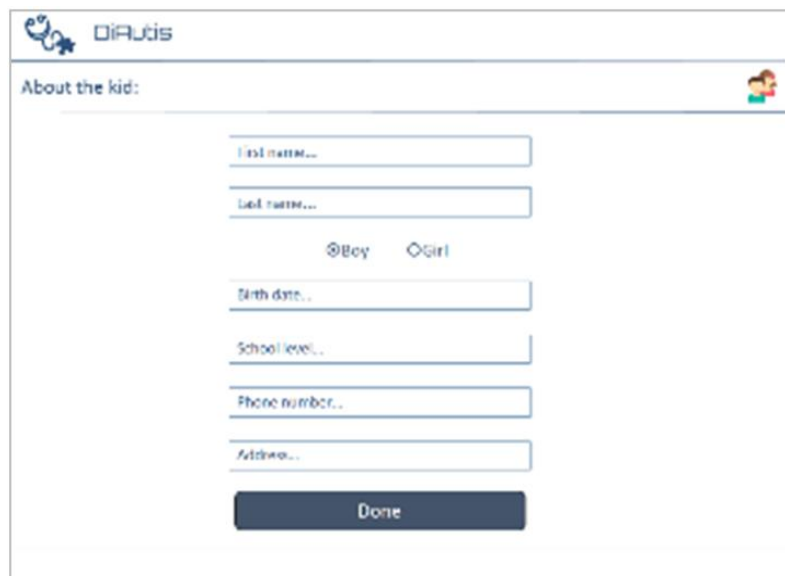 DiAutis
About the kid:
First name...
Last name...
Boy Girl
Birth date...
School level...
Phone number...
Address...
Done